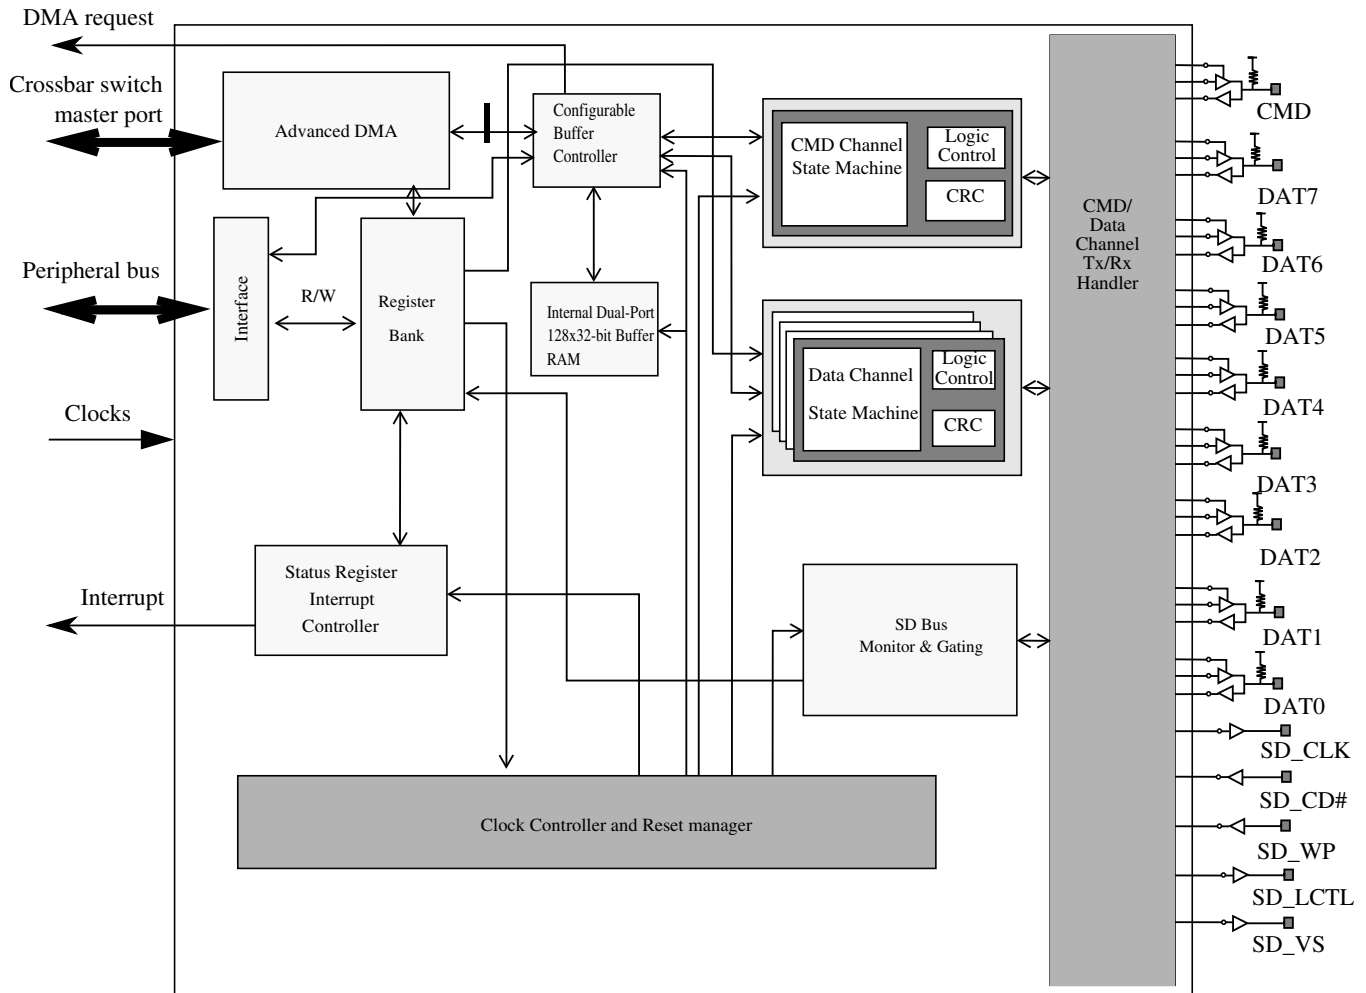 DMA request
Crossbar switch
master port
Peripheral bus
Clocks
Interrupt
Advanced DMA
Configurable
Buffer
Controller
Interface
R/W
Register
Bank
Internal Dual-Port
128x32-bit Buffer
RAM
Status Register
Interrupt
Controller
CMD Channel
State Machine
Logic
Control
CRC
Data Channel
State Machine
Logic
Control
CRC
SD Bus
Monitor & Gating
Clock Controller and Reset manager
CMD/
Data
Channel
Tx/Rx
Handler
CMD
DAT7
DAT6
DAT5
DAT4
DAT3
DAT2
DAT1
DAT0
SD_CLK
SD_CD#
SD_WP
SD_LCTL
SD_VS